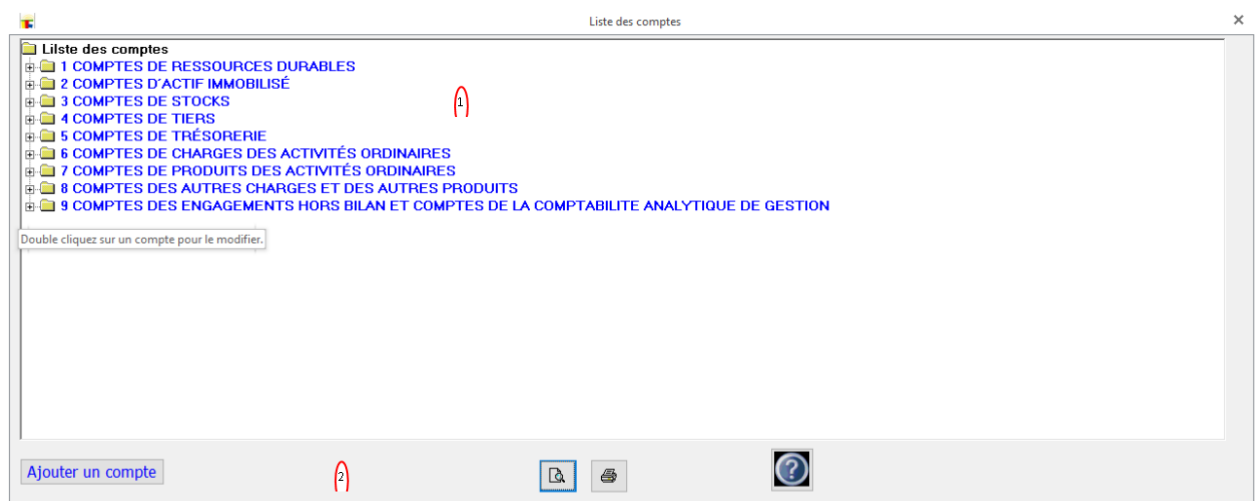 Liste des comptes
Lilste des comptes
1 COMPTES DE RESSOURCES DURABLES
2 COMPTES D'ACTIF IMMOBILISÉ
3 COMPTES DE STOCKS
1
4 COMPTES DE TIERS
5 COMPTES DE TRÉSORERIE
6 COMPTES DE CHARGES DES ACTIVITÉS ORDINAIRES
7 COMPTES DE PRODUITS DES ACTIVITÉS ORDINAIRES
8 COMPTES DES AUTRES CHARGES ET DES AUTRES PRODUITS
9 COMPTES DES ENGAGEMENTS HORS BILAN ET COMPTES DE LA COMPTABILITE ANALYTIQUE DE GESTION
Double cliquez sur un compte pour le modifier.
Ajouter un compte
2
?